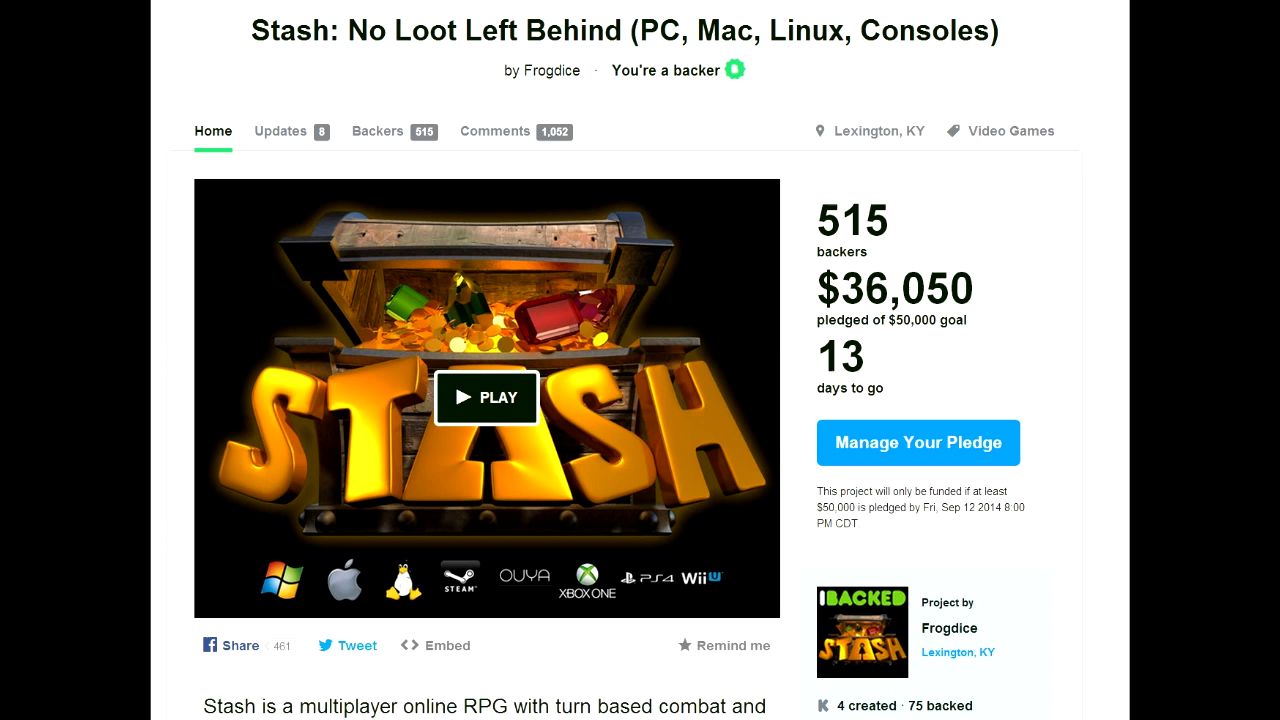 Stash: No Loot Left Behind (PC, Mac, Linux, Consoles)
by Frogdice · You're a backer
Home Updates 8 Backers 515 Comments 1,052 Lexington, KY Video Games
STASH
PLAY
STEAM OUYA XBOX ONE PS4 Wii U
515
backers
$36,050
pledged of $50,000 goal
13
days to go
Manage Your Pledge
This project will only be funded if at least
$50,000 is pledged by Fri, Sep 12 2014 8:00
PM CDT
I BACKED
STASH
Project by
Frogdice
Lexington, KY
4 created · 75 backed
Share 461 Tweet <> Embed Remind me
Stash is a multiplayer online RPG with turn based combat and